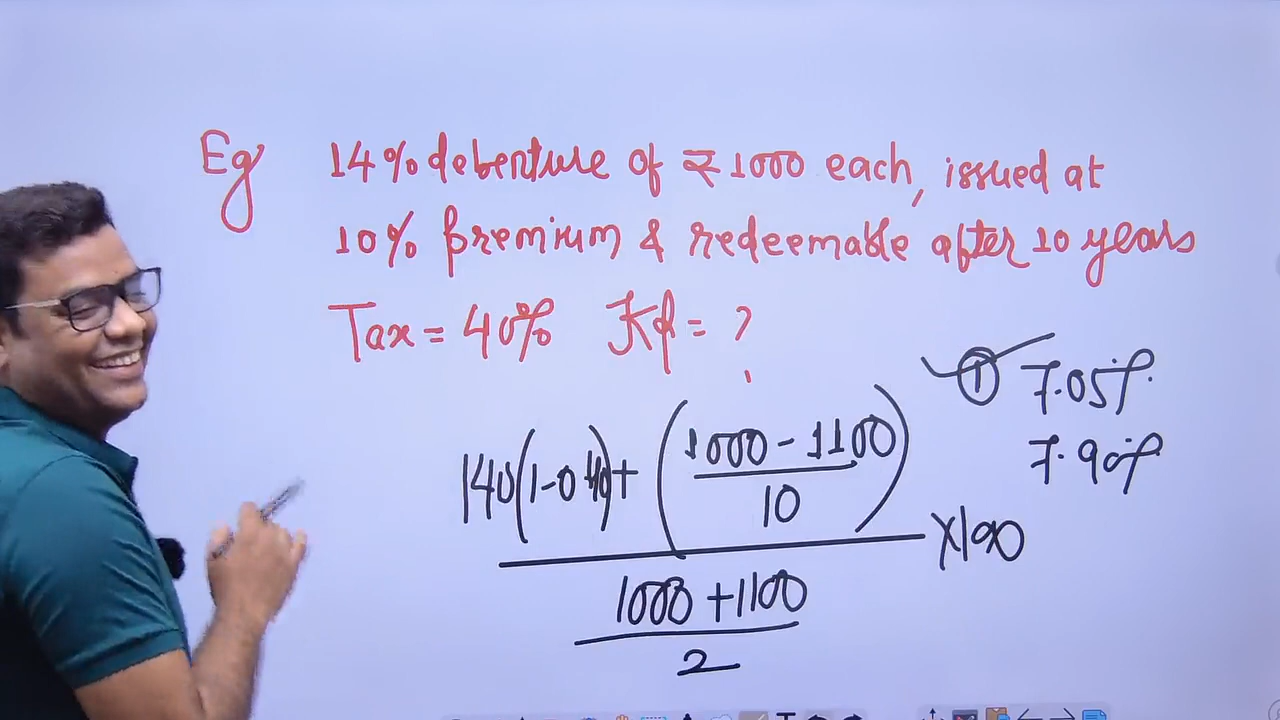 Eg 14% debenture of ₹1000 each, issued at
10% premium & redeemable after 10 years
Tax = 40% Kd = ?
① 7.05%
7.90%
140(1-0.40)+ (1000-1100
10)
X100
1000+1100
2